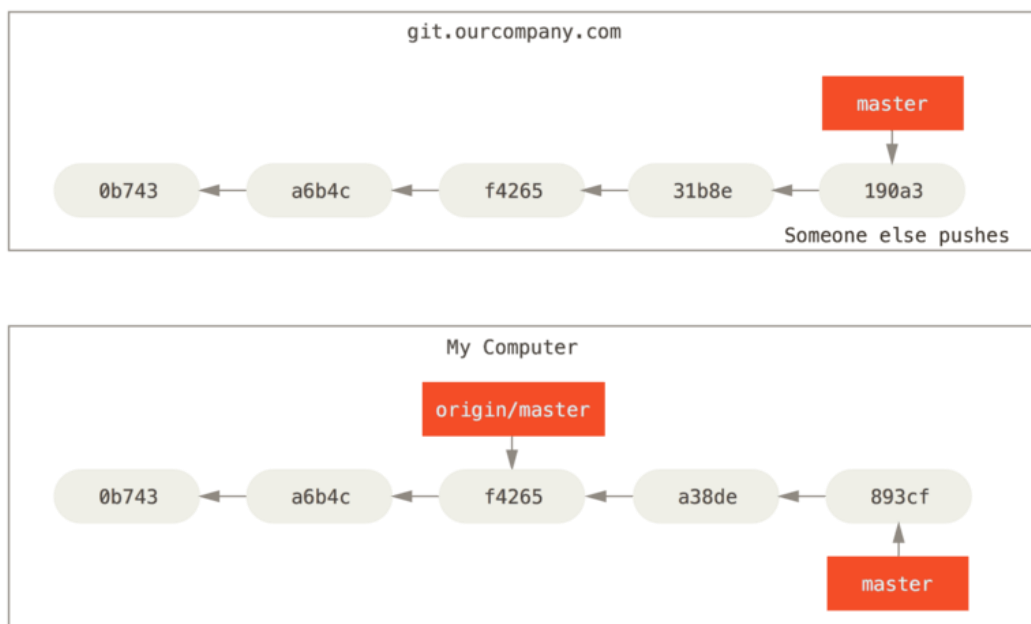 git.ourcompany.com
master
0b743 a6b4c f4265 31b8e 190a3
Someone else pushes
My Computer
origin/master
0b743 a6b4c f4265 a38de 893cf
master